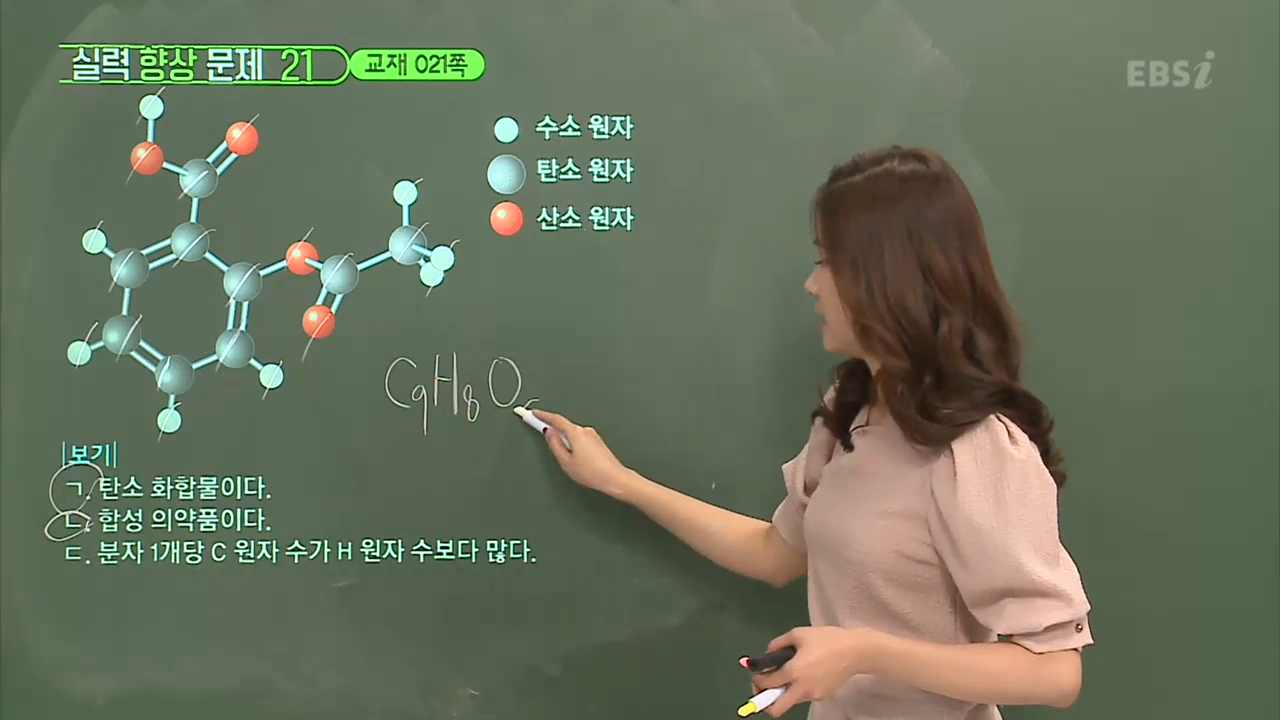 실력 향상 문제 21
교재 021쪽
EBSi
수소 원자
탄소 원자
산소 원자
C9H8O
|보기|
ㄱ. 탄소 화합물이다.
ㄴ. 합성 의약품이다.
ㄷ. 분자 1개당 C 원자 수가 H 원자 수보다 많다.